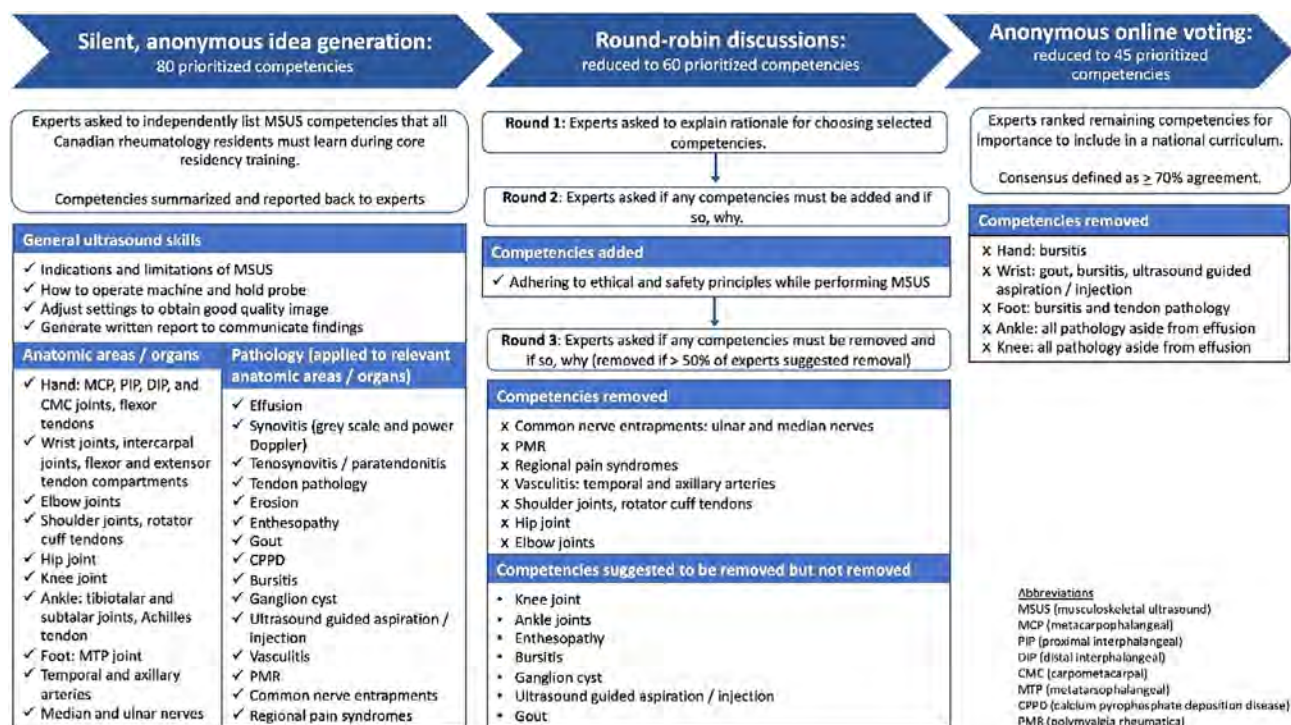 Silent, anonymous idea generation:
80 prioritized competencies
Experts asked to independently list MSUS competencies that all
Canadian rheumatology residents must learn during core
residency training.
Competencies summarized and reported back to experts
General ultrasound skills
✓ Indications and limitations of MSUS
✓ How to operate machine and hold probe
✓ Adjust settings to obtain good quality image
✓ Generate written report to communicate findings
Anatomic areas / organs
✓ Hand: MCP, PIP, DIP, and
CMC joints, flexor
tendons
✓ Wrist joints, intercarpal
joints, flexor and extensor
tendon compartments
✓ Elbow joints
✓ Shoulder joints, rotator
cuff tendons
✓ Hip joint
✓ Knee joint
✓ Ankle: tibiotalar and
subtalar joints, Achilles
tendon
✓ Foot: MTP joint
✓ Temporal and axillary
arteries
✓ Median and ulnar nerves
Pathology (applied to relevant
anatomic areas / organs)
✓ Effusion
✓ Synovitis (grey scale and power
Doppler)
✓ Tenosynovitis / paratendonitis
✓ Tendon pathology
✓ Erosion
✓ Enthesopathy
✓ Gout
✓ CPPD
✓ Bursitis
✓ Ganglion cyst
✓ Ultrasound guided aspiration /
injection
✓ Vasculitis
✓ PMR
✓ Common nerve entrapments
✓ Regional pain syndromes
Round-robin discussions:
reduced to 60 prioritized competencies
Round 1: Experts asked to explain rationale for choosing selected
competencies.
Round 2: Experts asked if any competencies must be added and if
so, why.
Competencies added
✓ Adhering to ethical and safety principles while performing MSUS
Round 3: Experts asked if any competencies must be removed and
if so, why (removed if > 50% of experts suggested removal)
Competencies removed
x Common nerve entrapments: ulnar and median nerves
x PMR
x Regional pain syndromes
x Vasculitis: temporal and axillary arteries
x Shoulder joints, rotator cuff tendons
x Hip joint
x Elbow joints
Competencies suggested to be removed but not removed
• Knee joint
• Ankle joints
• Enthesopathy
• Bursitis
• Ganglion cyst
• Ultrasound guided aspiration / injection
• Gout
Anonymous online voting:
reduced to 45 prioritized
competencies
Experts ranked remaining competencies for
importance to include in a national curriculum.
Consensus defined as ≥ 70% agreement.
Competencies removed
x Hand: bursitis
x Wrist: gout, bursitis, ultrasound guided
aspiration / injection
x Foot: bursitis and tendon pathology
x Ankle: all pathology aside from effusion
x Knee: all pathology aside from effusion
Abbreviations
MSUS (musculoskeletal ultrasound)
MCP (metacarpophalangeal)
PIP (proximal interphalangeal)
DIP (distal interphalangeal)
CMC (carpometacarpal)
MTP (metatarsophalangeal)
CPPD (calcium pyrophosphate deposition disease)
PMR (polymyalgia rheumatica)